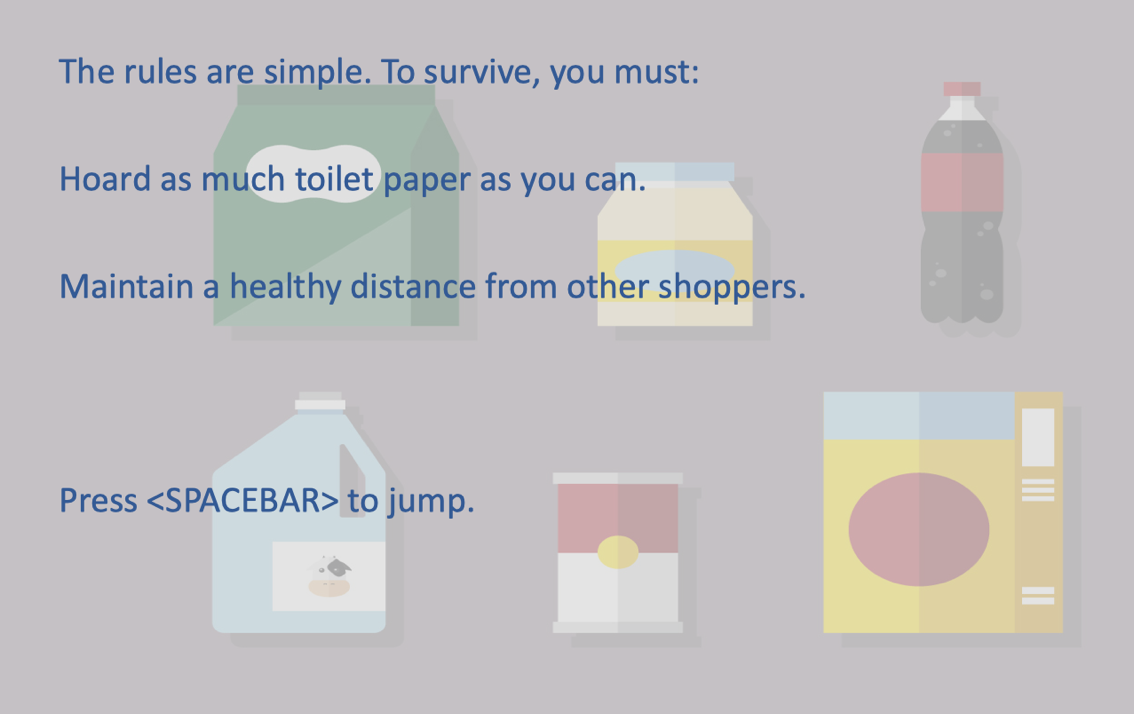 The rules are simple. To survive, you must:
Hoard as much toilet paper as you can.
Maintain a healthy distance from other shoppers.
Press <SPACEBAR> to jump.